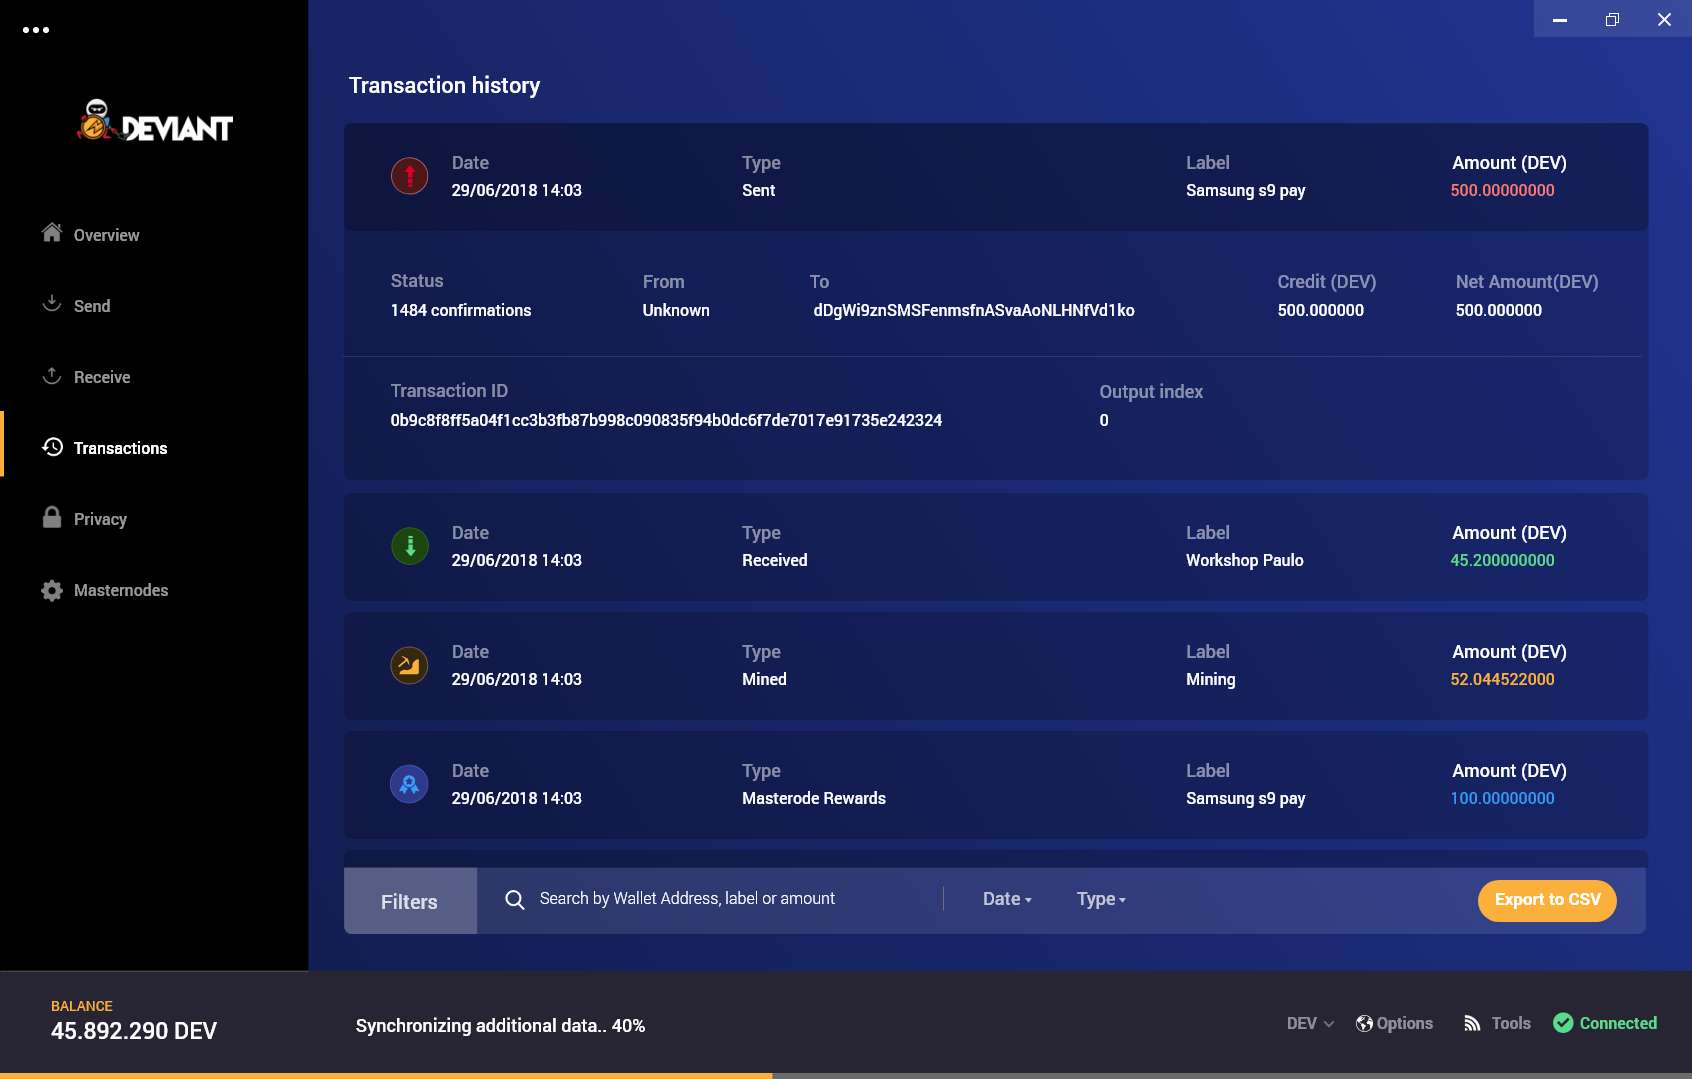 DEVIANT
Overview
Send
Receive
Transactions
Privacy
Masternodes
Transaction history
Date Type Label Amount (DEV)
29/06/2018 14:03 Sent Samsung s9 pay 500.00000000
Status From To Credit (DEV) Net Amount(DEV)
1484 confirmations Unknown dDgWi9znSMSFenmsfnASvaAoNLHNfVd1ko 500.000000 500.000000
Transaction ID Output index
0b9c8f8ff5a04f1cc3b3fb87b998c090835f94b0dc6f7de7017e91735e242324 0
Date Type Label Amount (DEV)
29/06/2018 14:03 Received Workshop Paulo 45.200000000
Date Type Label Amount (DEV)
29/06/2018 14:03 Mined Mining 52.044522000
Date Type Label Amount (DEV)
29/06/2018 14:03 Masterode Rewards Samsung s9 pay 100.00000000
Filters Search by Wallet Address, label or amount Date Type Export to CSV
BALANCE
45.892.290 DEV
Synchronizing additional data.. 40%
DEV Options Tools Connected